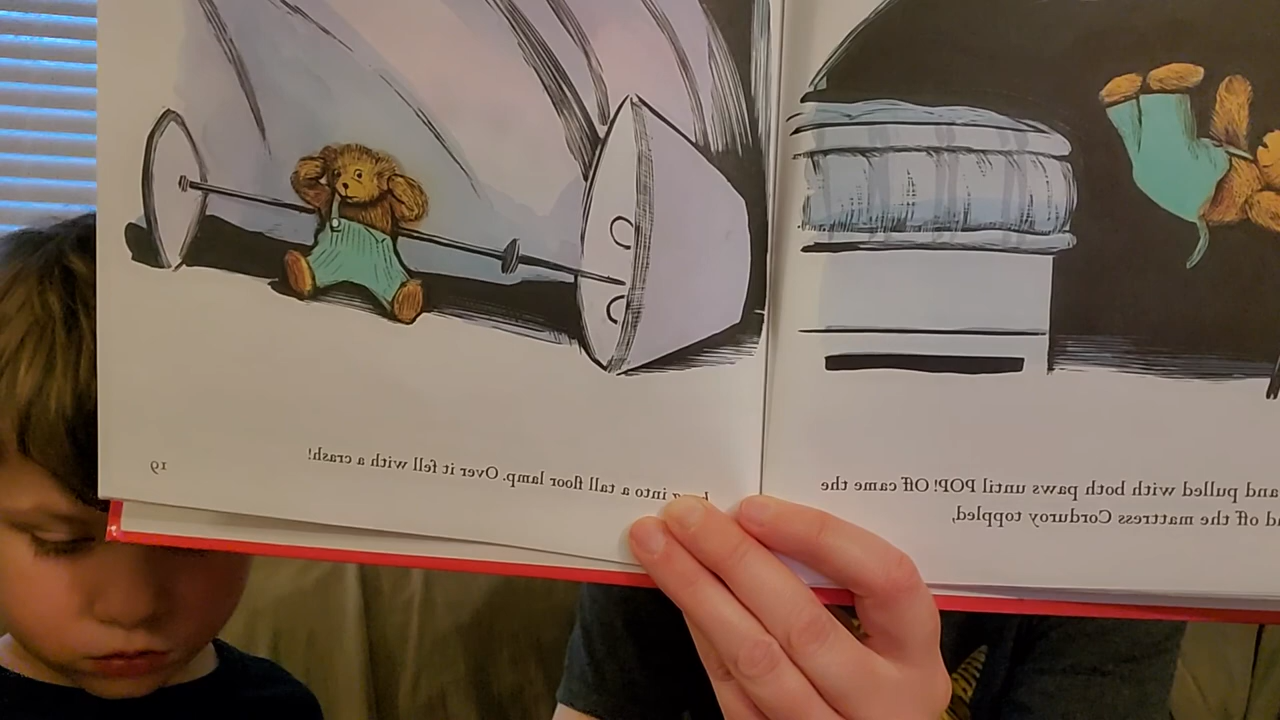 and pulled with both paws until POP! Off came the
off the mattress Corduroy toppled,
into a tall floor lamp. Over it fell with a crash!
19